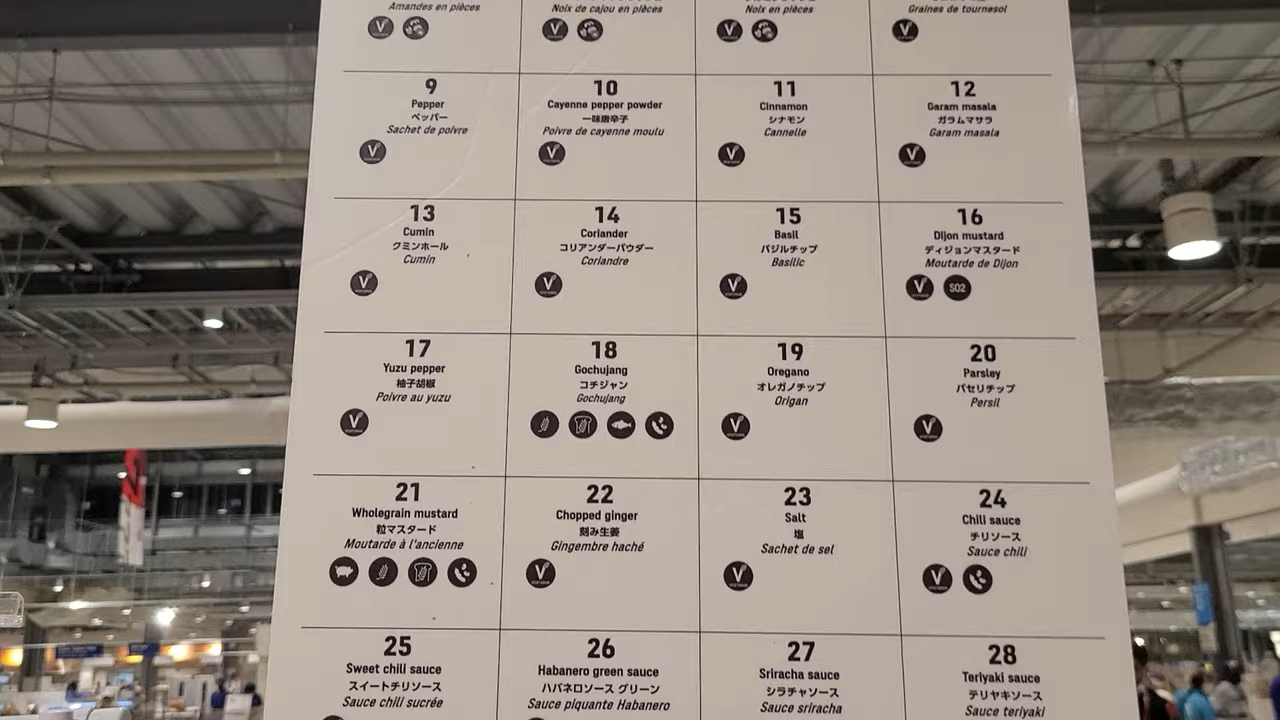 Amandes en pièces
Noix de cajou en pièces
Noix en pièces
Graines de tournesol
9
Pepper
ペッパー
Sachet de poivre
10
Cayenne pepper powder
一味唐辛子
Poivre de cayenne moulu
11
Cinnamon
シナモン
Cannelle
12
Garam masala
ガラムマサラ
Garam masala
13
Cumin
クミンホール
Cumin
14
Coriander
コリアンダーパウダー
Coriandre
15
Basil
バジルチップ
Basilic
16
Dijon mustard
ディジョンマスタード
Moutarde de Dijon
SO2
17
Yuzu pepper
柚子胡椒
Poivre au yuzu
18
Gochujang
コチジャン
Gochujang
19
Oregano
オレガノチップ
Origan
20
Parsley
パセリチップ
Persil
21
Wholegrain mustard
粒マスタード
Moutarde à l'ancienne
22
Chopped ginger
刻み生姜
Gingembre haché
23
Salt
塩
Sachet de sel
24
Chili sauce
チリソース
Sauce chili
25
Sweet chili sauce
スイートチリソース
Sauce chili sucrée
26
Habanero green sauce
ハバネロソース グリーン
Sauce piquante Habanero
27
Sriracha sauce
シラチャソース
Sauce sriracha
28
Teriyaki sauce
テリヤキソース
Sauce teriyaki